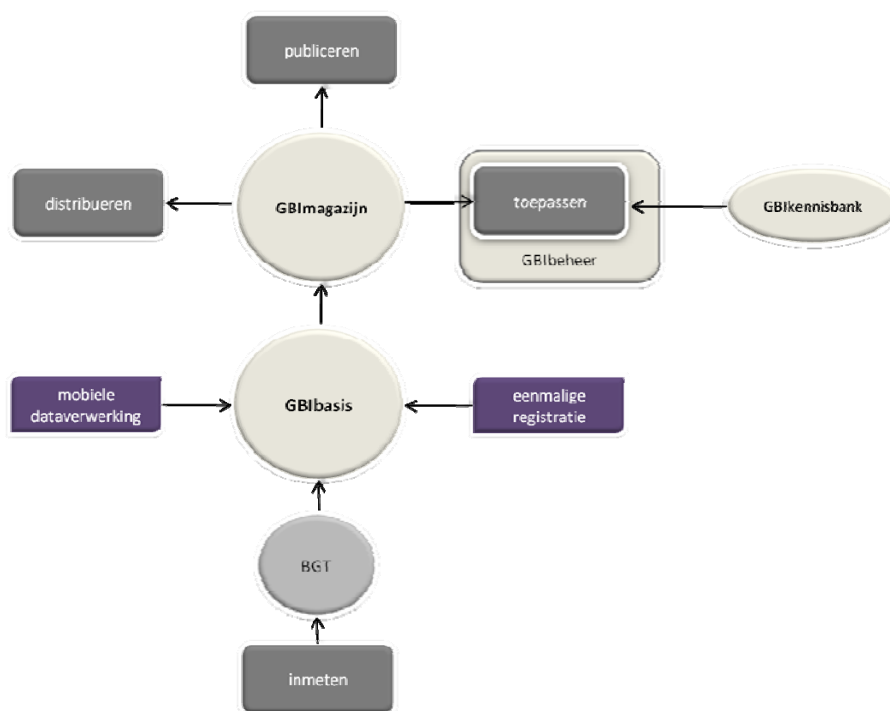 publiceren
distribueren
GBImagazijn
toepassen
GBIkennisbank
GBIbeheer
mobiele
dataverwerking
GBIbasis
eenmalige
registratie
BGT
inmeten